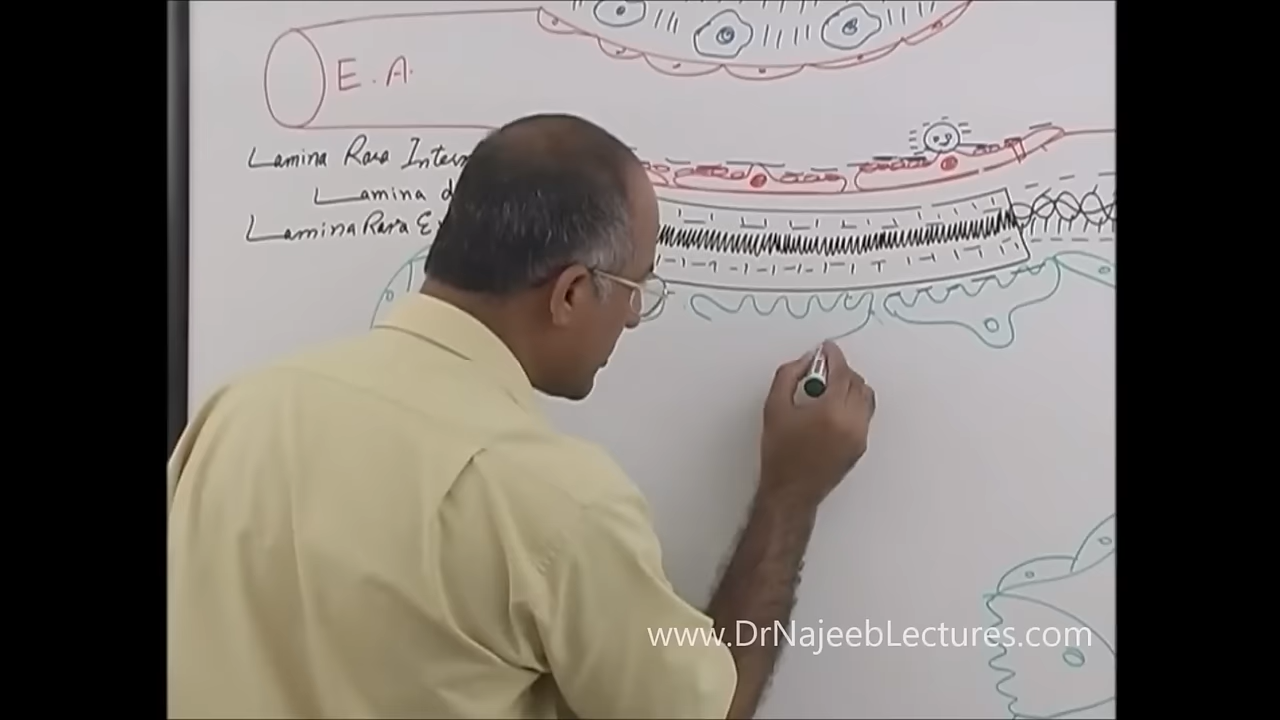 E.A.
Lamina Rara Intern
Lamina d
Lamina Rara E
www.DrNajeebLectures.com